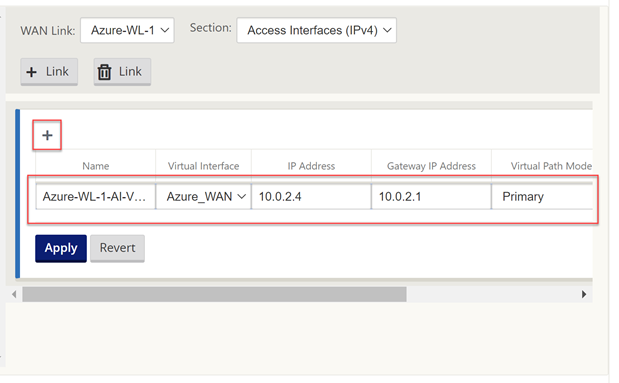 WAN Link: Azure-WL-1 Section: Access Interfaces (IPv4)
+ Link Link
+
Name Virtual Interface IP Address Gateway IP Address Virtual Path Mode
Azure-WL-1-AI-V... Azure_WAN 10.0.2.4 10.0.2.1 Primary
Apply Revert